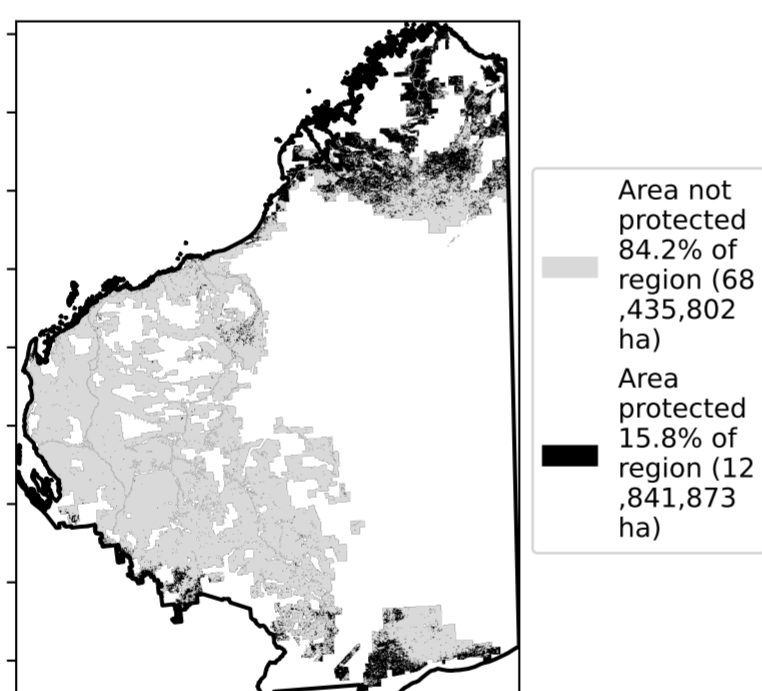 Area not
protected
84.2% of
region (68
,435,802
ha)
Area
protected
15.8% of
region (12
,841,873
ha)